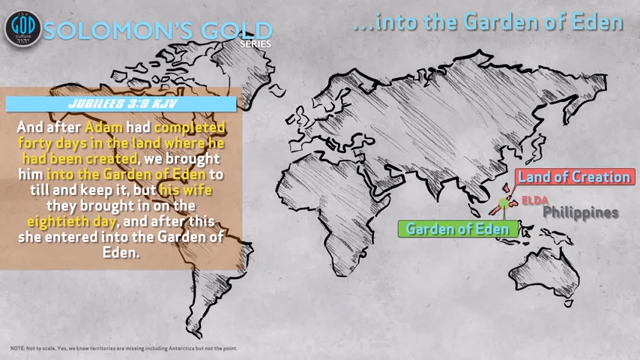 THE
GOD
culture
SOLOMON'S GOLD
SERIES
...into the Garden of Eden
JUBILEES 3:9 KJV
And after Adam had completed
forty days in the land where he
had been created, we brought
him into the Garden of Eden to
till and keep it, but his wife
they brought in on the
eightieth day, and after this
she entered into the Garden of
Eden.
Land of Creation
ELDA
Philippines
Garden of Eden
NOTE: Not to scale. Yes, we know territories are missing including Antarctica but not the point.